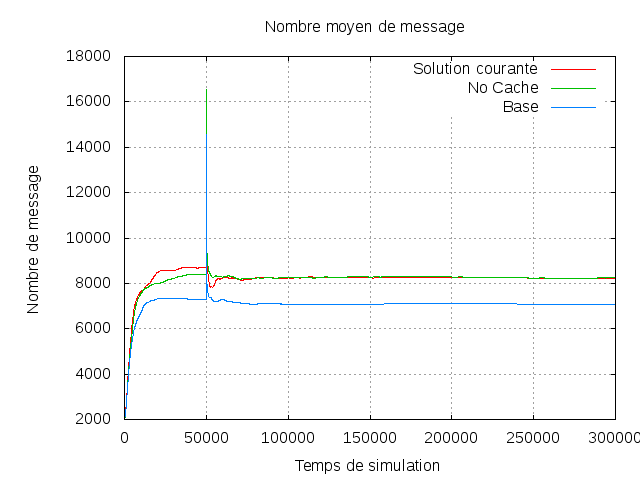 Nombre moyen de message
18000
16000
14000
12000
10000
8000
6000
4000
2000
Nombre de message
Solution courante
No Cache
Base
0 50000 100000 150000 200000 250000 300000
Temps de simulation